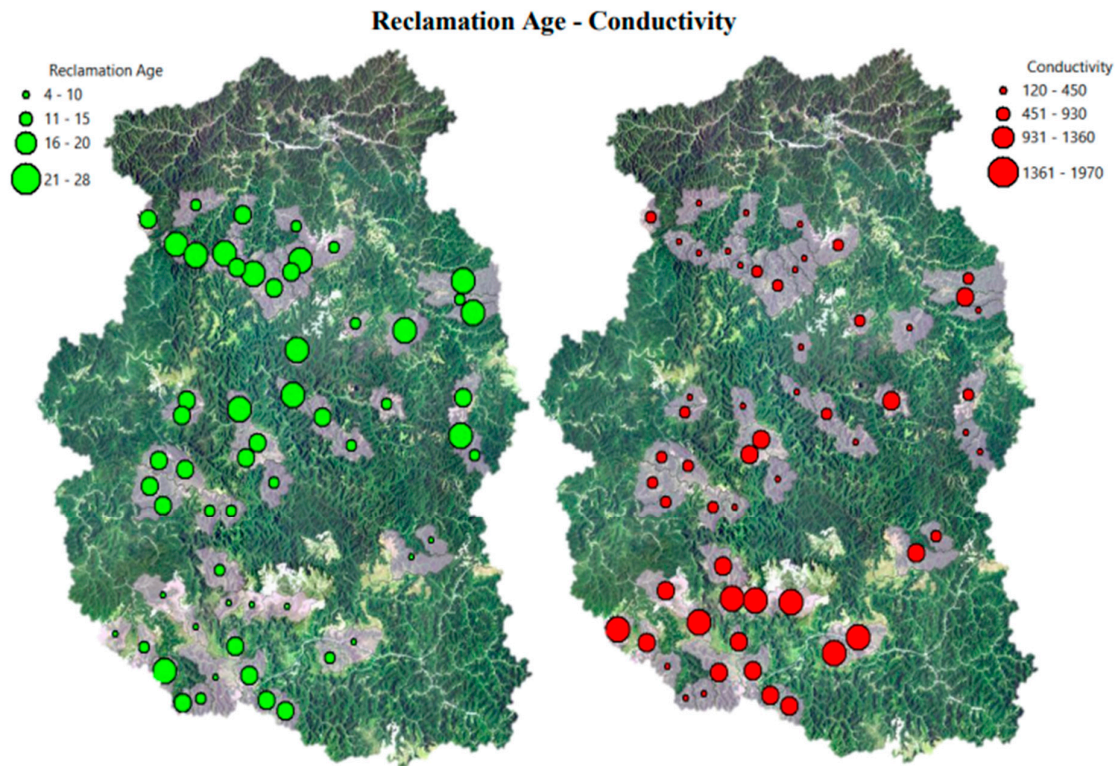 Reclamation Age - Conductivity
Reclamation Age
4 - 10
11 - 15
16 - 20
21 - 28
Conductivity
120 - 450
451 - 930
931 - 1360
1361 - 1970